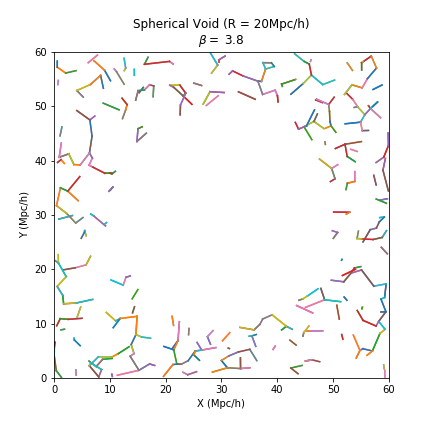 Spherical Void (R = 20Mpc/h)
β = 3.8
60
50
40
30
20
10
0
Y (Mpc/h)
0 10 20 30 40 50 60
X (Mpc/h)